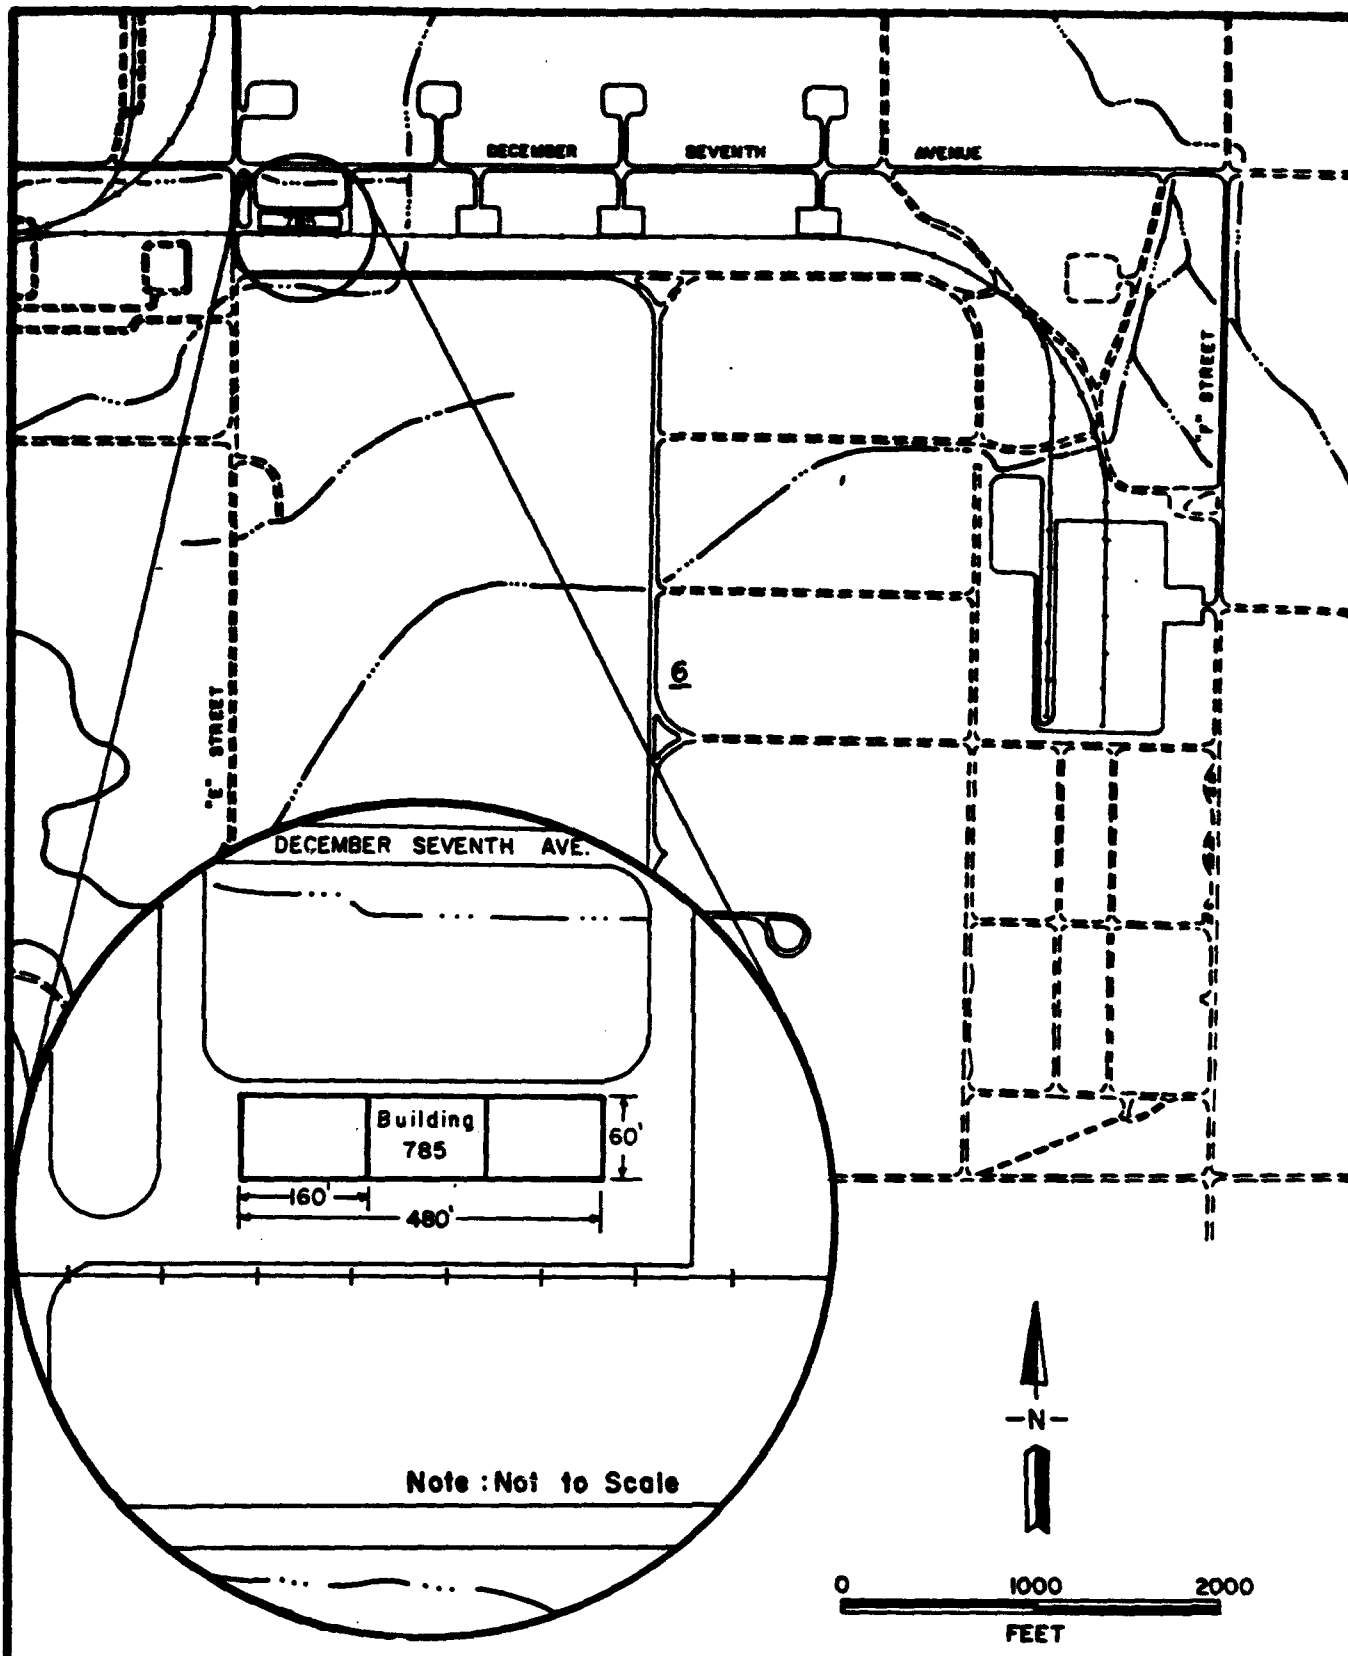 DECEMBER SEVENTH AVENUE
785
"F" STREET
6
"E" STREET
DECEMBER SEVENTH AVE.
Building
785
60'
160'
480'
-N-
Note : Not to Scale
0 1000 2000
FEET